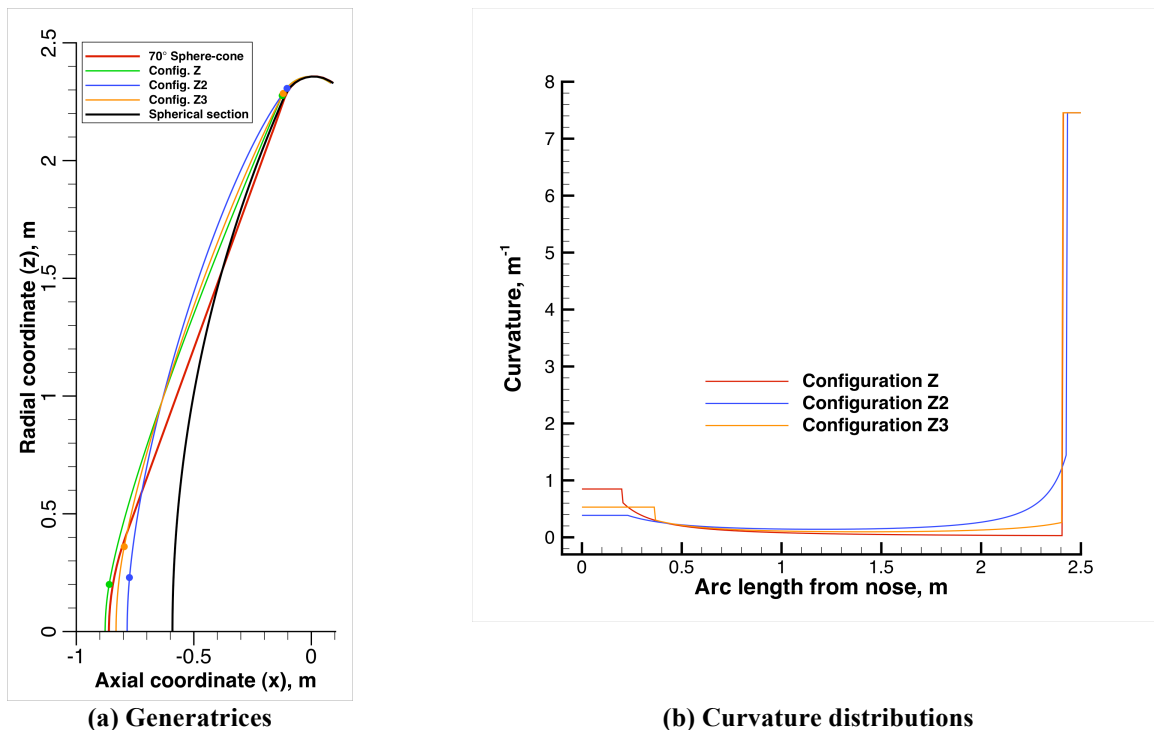 2.5
2
1.5
1
0.5
0
Radial coordinate (z), m
70° Sphere-cone
Config. Z
Config. Z2
Config. Z3
Spherical section
-1
-0.5
0
Axial coordinate (x), m
(a) Generatrices
8
7
6
5
4
3
2
1
0
Curvature, m-1
Configuration Z
Configuration Z2
Configuration Z3
0
0.5
1
1.5
2
2.5
Arc length from nose, m
(b) Curvature distributions